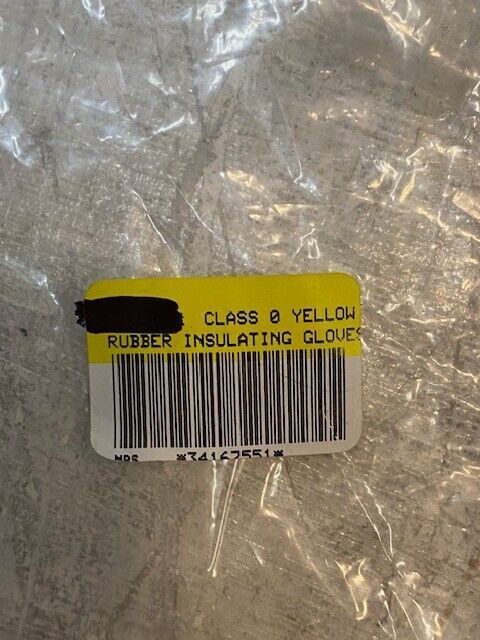 CLASS 0 YELLOW
RUBBER INSULATING GLOVES
*34167551*